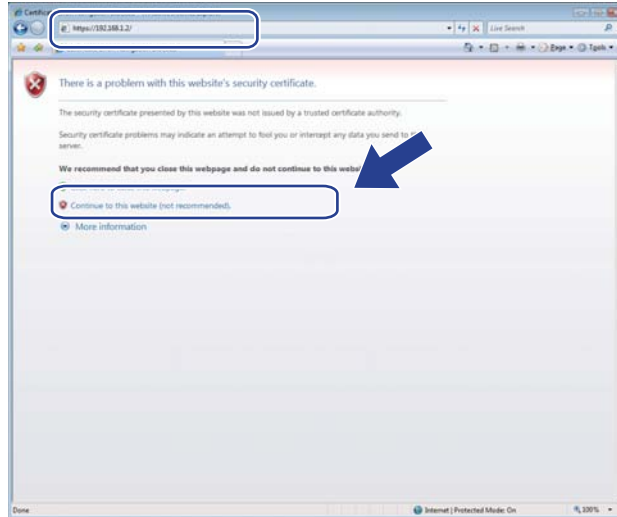 Certific
https://192.168.1.2/
Live Search
Page Tools
There is a problem with this website's security certificate.
The security certificate presented by this website was not issued by a trusted certificate authority.
Security certificate problems may indicate an attempt to fool you or intercept any data you send to
server.
We recommend that you close this webpage and do not continue to this
Continue to this website (not recommended).
More information
Done
Internet | Protected Mode: On
100%